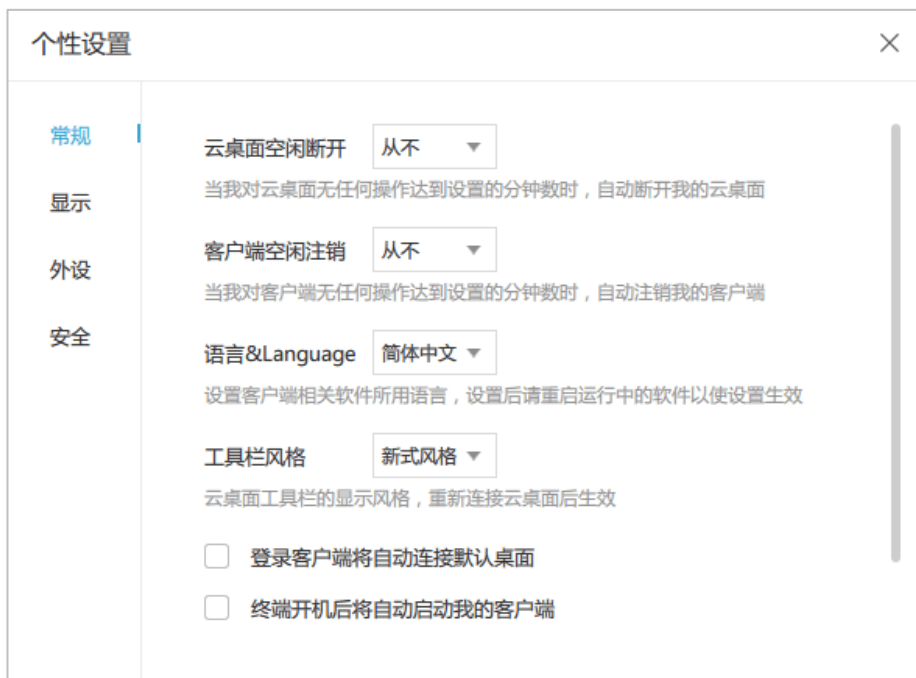 个性设置
常规
显示
外设
安全
云桌面空闲断开 从不
当我对云桌面无任何操作达到设置的分钟数时，自动断开我的云桌面
客户端空闲注销 从不
当我对客户端无任何操作达到设置的分钟数时，自动注销我的客户端
语言&Language 简体中文
设置客户端相关软件所用语言，设置后请重启运行中的软件以使设置生效
工具栏风格 新式风格
云桌面工具栏的显示风格，重新连接云桌面后生效
登录客户端将自动连接默认桌面
终端开机后将自动启动我的客户端